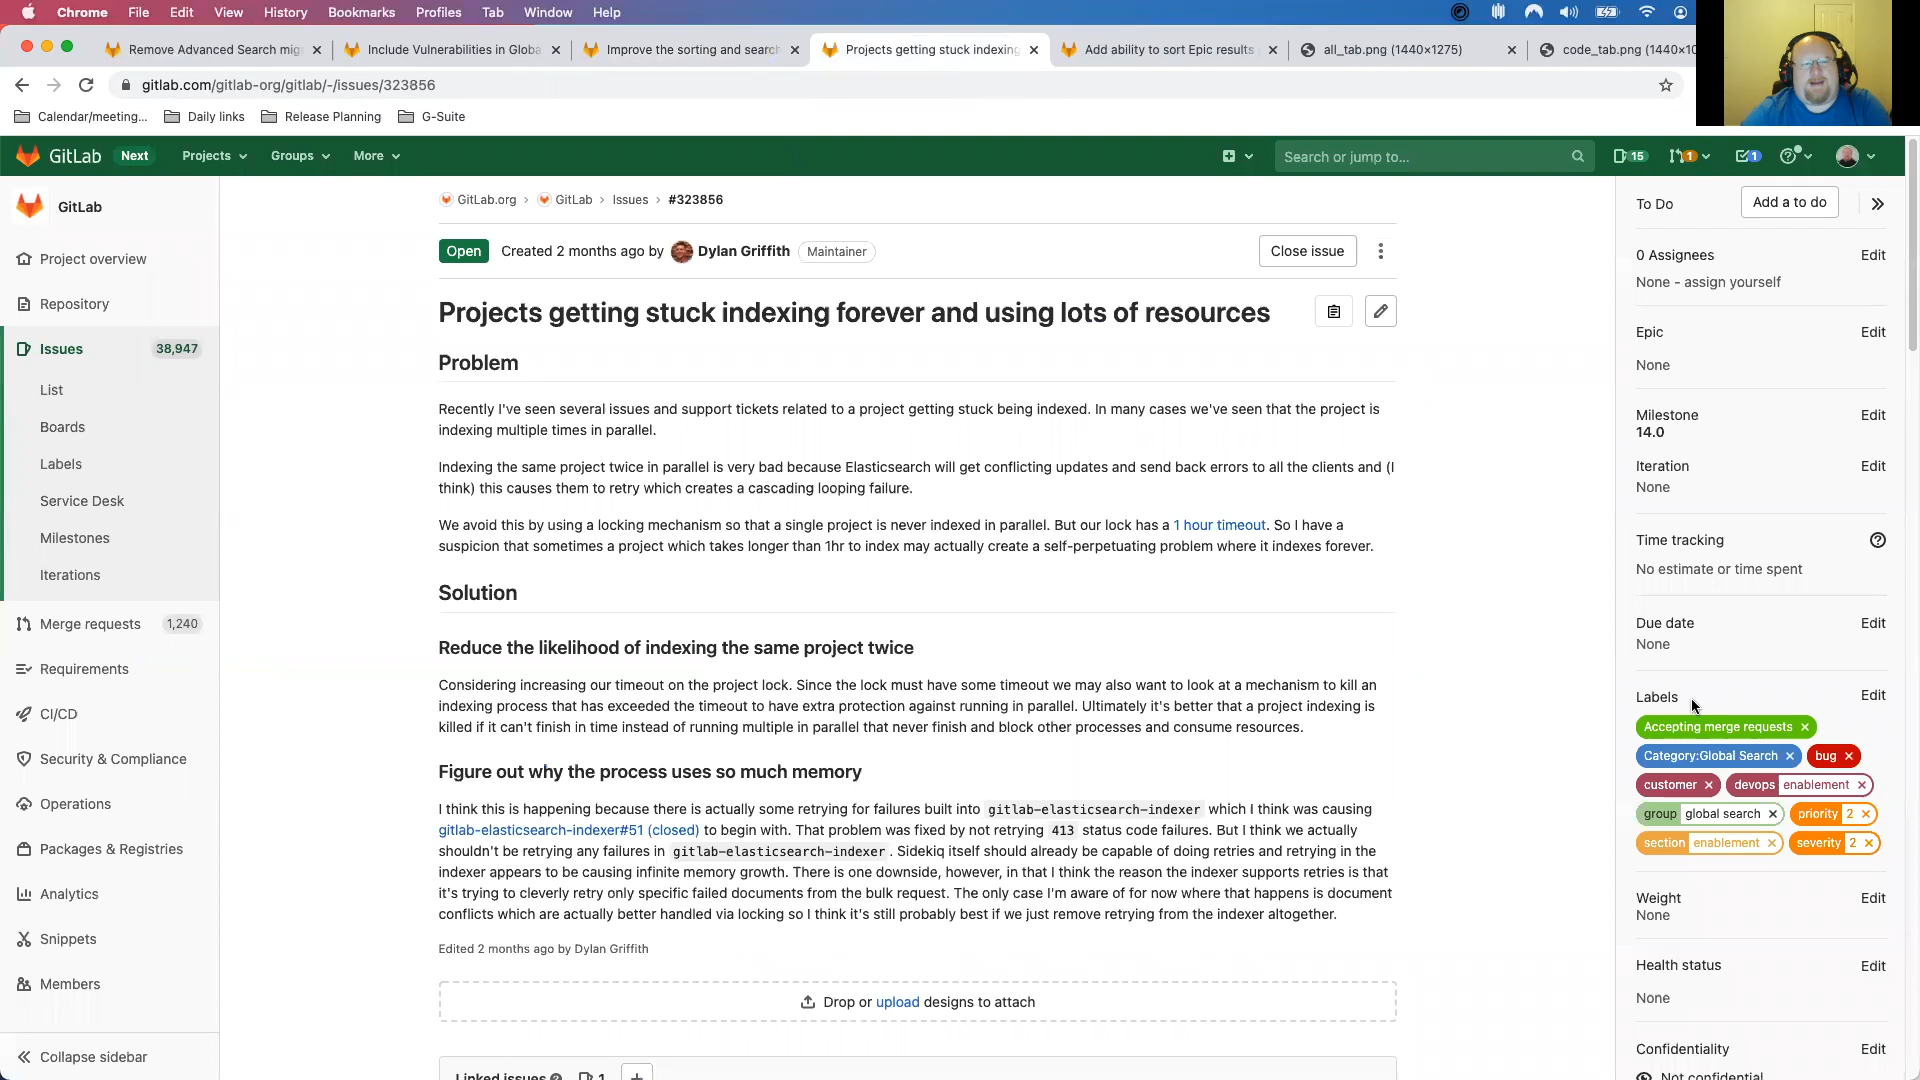 Chrome File Edit View History Bookmarks Profiles Tab Window Help
Remove Advanced Search mig
Include Vulnerabilities in Globa
Improve the sorting and search
Projects getting stuck indexing
Add ability to sort Epic results
all_tab.png (1440×1275)
code_tab.png (1440×10
gitlab.com/gitlab-org/gitlab/-/issues/323856
Calendar/meeting... Daily links Release Planning G-Suite
GitLab Next Projects Groups More Search or jump to... 15 1 1
GitLab
Project overview
Repository
Issues 38,947
List
Boards
Labels
Service Desk
Milestones
Iterations
Merge requests 1,240
Requirements
CI/CD
Security & Compliance
Operations
Packages & Registries
Analytics
Snippets
Members
Collapse sidebar
GitLab.org > GitLab > Issues > #323856
Open Created 2 months ago by Dylan Griffith Maintainer Close issue
Projects getting stuck indexing forever and using lots of resources
Problem
Recently I've seen several issues and support tickets related to a project getting stuck being indexed. In many cases we've seen that the project is
indexing multiple times in parallel.
Indexing the same project twice in parallel is very bad because Elasticsearch will get conflicting updates and send back errors to all the clients and (I
think) this causes them to retry which creates a cascading looping failure.
We avoid this by using a locking mechanism so that a single project is never indexed in parallel. But our lock has a 1 hour timeout. So I have a
suspicion that sometimes a project which takes longer than 1hr to index may actually create a self-perpetuating problem where it indexes forever.
Solution
Reduce the likelihood of indexing the same project twice
Considering increasing our timeout on the project lock. Since the lock must have some timeout we may also want to look at a mechanism to kill an
indexing process that has exceeded the timeout to have extra protection against running in parallel. Ultimately it's better that a project indexing is
killed if it can't finish in time instead of running multiple in parallel that never finish and block other processes and consume resources.
Figure out why the process uses so much memory
I think this is happening because there is actually some retrying for failures built into gitlab-elasticsearch-indexer which I think was causing
gitlab-elasticsearch-indexer#51 (closed) to begin with. That problem was fixed by not retrying 413 status code failures. But I think we actually
shouldn't be retrying any failures in gitlab-elasticsearch-indexer. Sidekiq itself should already be capable of doing retries and retrying in the
indexer appears to be causing infinite memory growth. There is one downside, however, in that I think the reason the indexer supports retries is that
it's trying to cleverly retry only specific failed documents from the bulk request. The only case I'm aware of for now where that happens is document
conflicts which are actually better handled via locking so I think it's still probably best if we just remove retrying from the indexer altogether.
Edited 2 months ago by Dylan Griffith
Drop or upload designs to attach
Linked issues 1 +
To Do Add a to do
0 Assignees Edit
None - assign yourself
Epic Edit
None
Milestone Edit
14.0
Iteration Edit
None
Time tracking
No estimate or time spent
Due date Edit
None
Labels Edit
Accepting merge requests
Category:Global Search bug
customer devops enablement
group global search priority 2
section enablement severity 2
Weight Edit
None
Health status Edit
None
Confidentiality Edit
Not confidential